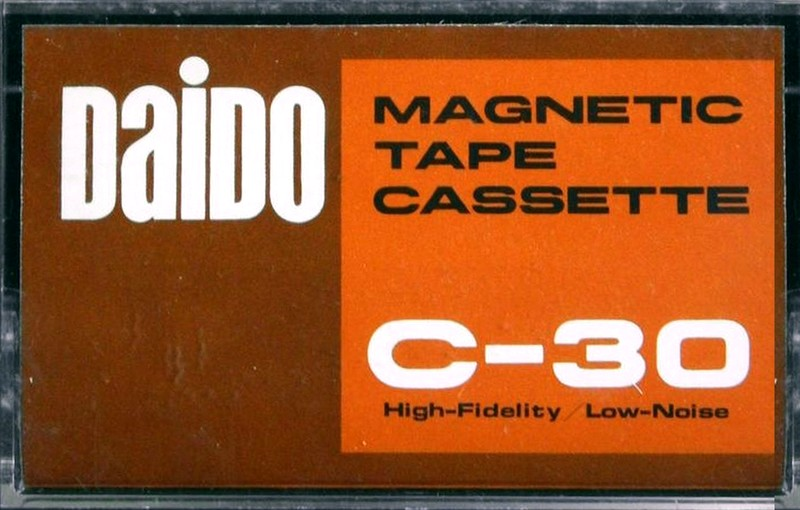 DaiDO
MAGNETIC
TAPE
CASSETTE
C-30
High-Fidelity / Low-Noise